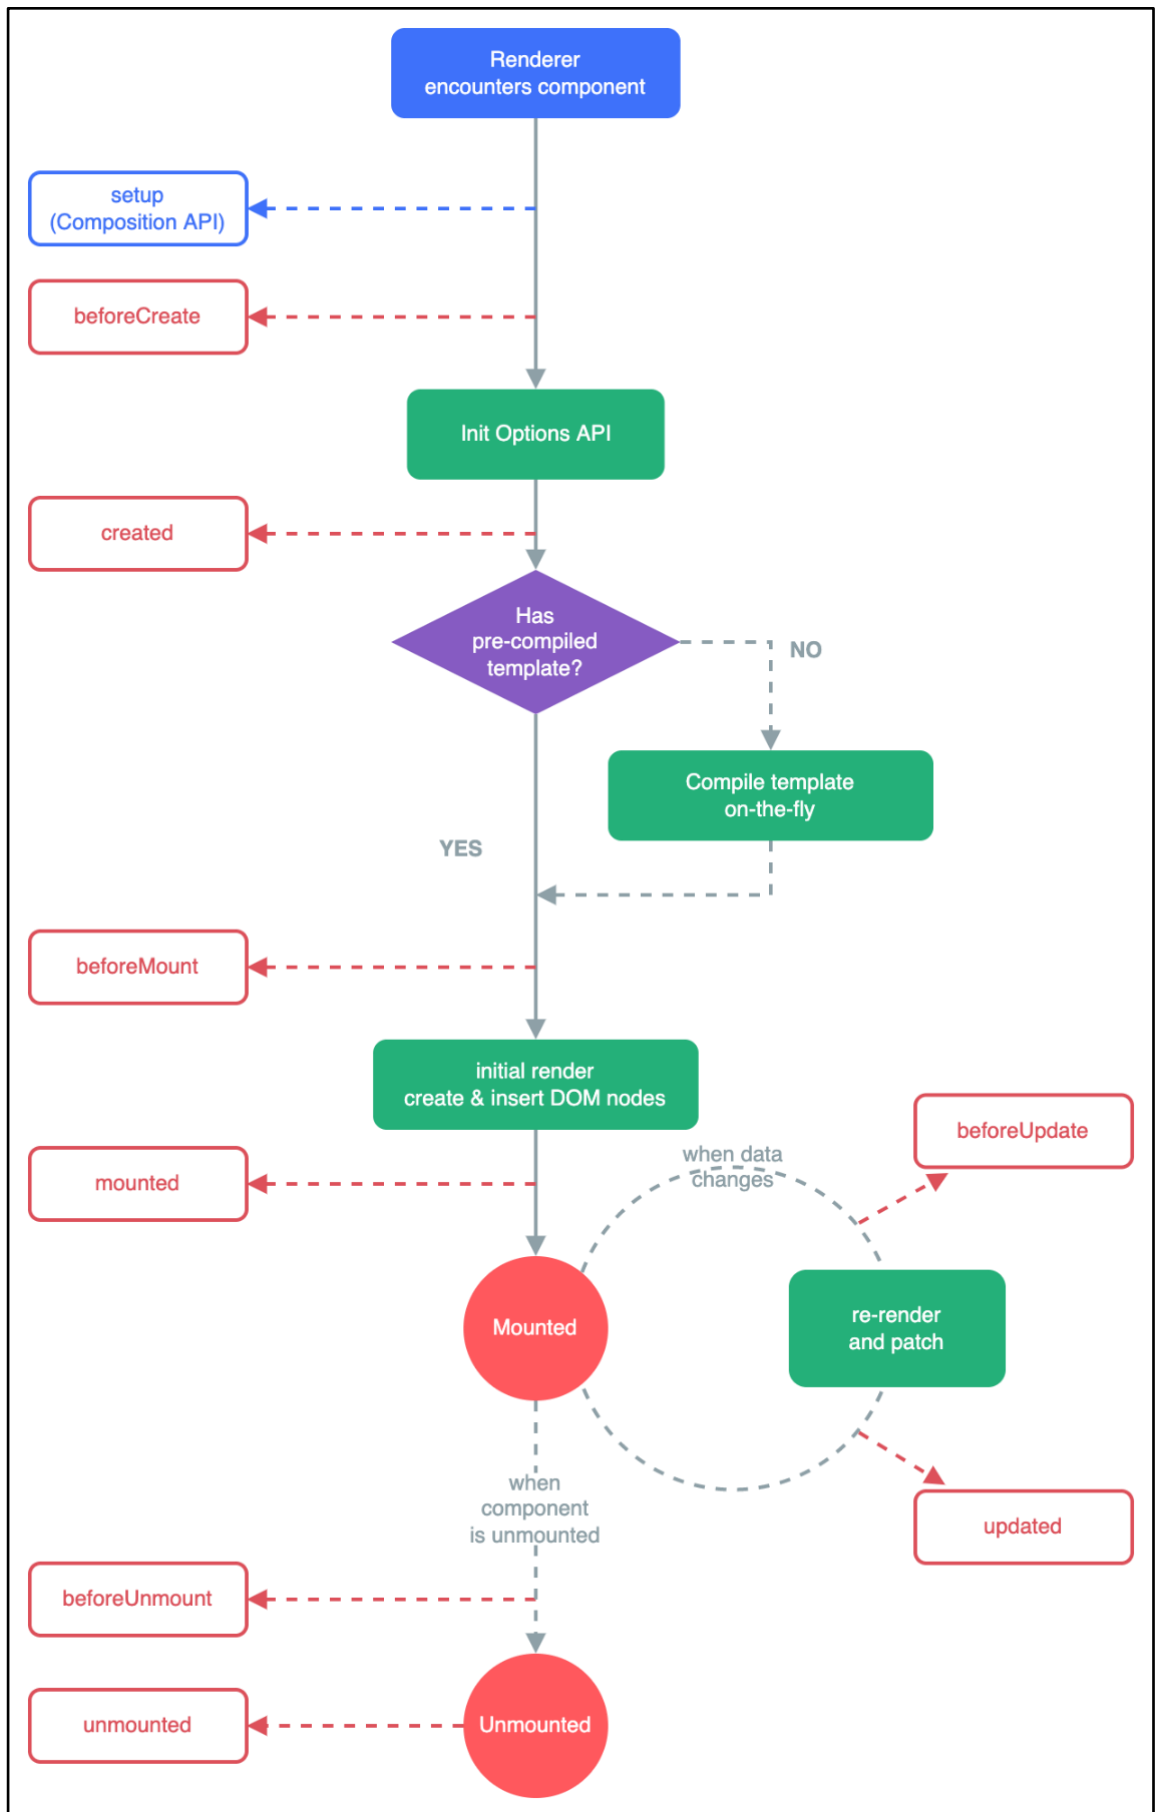 Renderer
encounters component
setup
(Composition API)
beforeCreate
Init Options API
created
Has
pre-compiled
template?
NO
Compile template
on-the-fly
YES
beforeMount
initial render
create & insert DOM nodes
beforeUpdate
when data
changes
mounted
re-render
and patch
Mounted
when
component
is unmounted
updated
beforeUnmount
unmounted
Unmounted